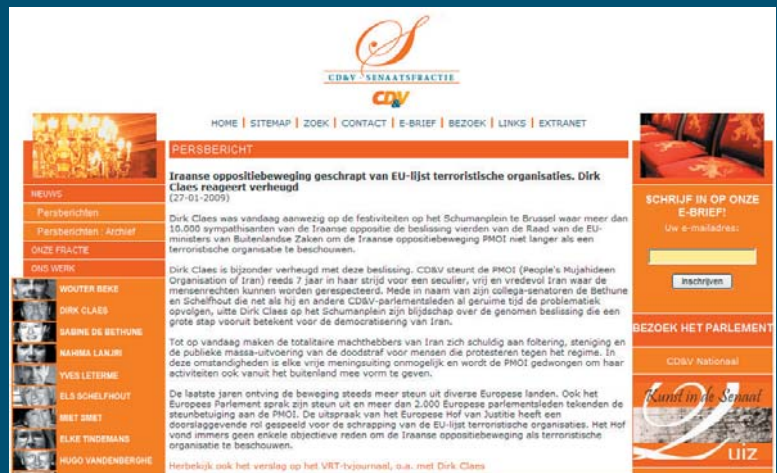 CD&V - SENAATSFRACTIE
CD&V
HOME | SITEMAP | ZOEK | CONTACT | E-BRIEF | BEZOEK | LINKS | EXTRANET
NIEUWS
Persberichten
Persberichten : Archief
ONZE FRACTIE
ONS WERK
WOUTER BEKE
DIRK CLAES
SABINE DE BETHUNE
NAHIMA LANJRI
YVES LETERME
ELS SCHELFHOUT
MIET SMET
ELKE TINDEMANS
HUGO VANDENBERGHE
PERSBERICHT
Iraanse oppositiebeweging geschrapt van EU-lijst terroristische organisaties. Dirk
Claes reageert verheugd
(27-01-2009)
Dirk Claes was vandaag aanwezig op de festiviteiten op het Schumanplein te Brussel waar meer dan
10.000 sympathisanten van de Iraanse oppositie de beslissing vierden van de Raad van de EU-
ministers van Buitenlandse Zaken om de Iraanse oppositiebeweging PMOI niet langer als een
terroristische organisatie te beschouwen.
Dirk Claes is bijzonder verheugd met deze beslissing. CD&V steunt de PMOI (People's Mujahideen
Organisation of Iran) reeds 7 jaar in haar strijd voor een seculier, vrij en vredevol Iran waar de
mensenrechten kunnen worden gerespecteerd. Mede in naam van zijn collega-senatoren de Bethune
en Schelfhout die net als hij en andere CD&V-parlementsleden al geruime tijd de problematiek
opvolgen, uitte Dirk Claes op het Schumanplein zijn blijdschap over de genomen beslissing die een
grote stap vooruit betekent voor de democratisering van Iran.
Tot op vandaag maken de totalitaire machthebbers van Iran zich schuldig aan foltering, steniging en
de publieke massa-uitvoering van de doodstraf voor mensen die protesteren tegen het regime. In
deze omstandigheden is elke vrije meningsuiting onmogelijk en wordt de PMOI gedwongen om haar
activiteiten ook vanuit het buitenland mee vorm te geven.
De laatste jaren ontving de beweging steeds meer steun uit diverse Europese landen. Ook het
Europees Parlement sprak zijn steun uit en meer dan 2.000 Europese parlementsleden tekenden de
steunbetuiging aan de PMOI. De uitspraak van het Europese Hof van Justitie heeft een
doorslaggevende rol gespeeld voor de schrapping van de EU-lijst terroristische organisaties. Het Hof
vond immers geen enkele objectieve reden om de Iraanse oppositiebeweging als terroristische
organisatie te beschouwen.
Herbekijk ook het verslag op het VRT-tvjournaal, o.a. met Dirk Claes
SCHRIJF IN OP ONZE
E-BRIEF!
Uw e-mailadres:
Inschrijven
BEZOEK HET PARLEMENT
CD&V Nationaal
Kunst in de Senaat
QUIZ